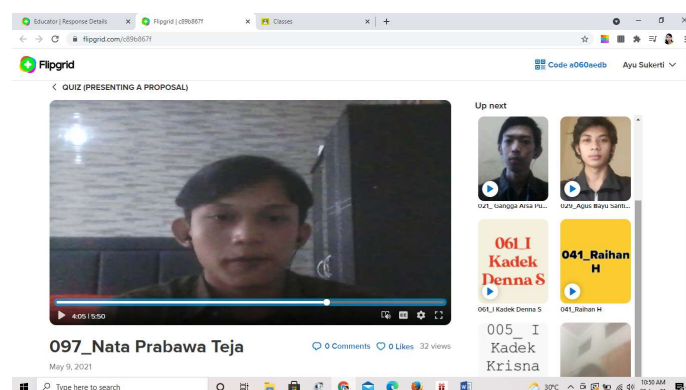 Educator | Response Details
Flipgrid | c89b867f
Classes
flipgrid.com/c89b867f
Flipgrid
Code a060aedb
Ayu Sukerti
QUIZ (PRESENTING A PROPOSAL)
Up next
021_ Gangga Arsa Pu...
029_Agus Bayu Santi...
061_I
Kadek
Denna S
041_Raihan
H
061_I Kadek Denna S
041_Raihan H
005_ I
Kadek
Krisna
4:05 | 5:50
097_Nata Prabawa Teja
0 Comments
0 Likes
32 views
May 9, 2021
Type here to search
30°C
10:50 AM